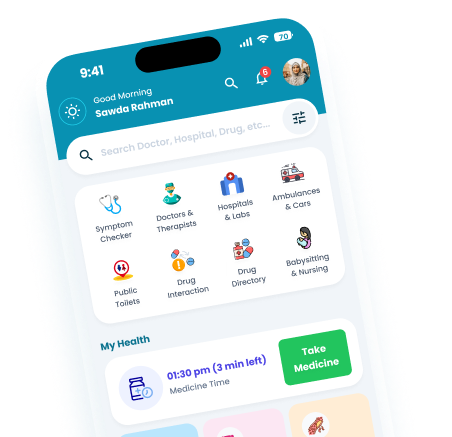 9:41
70
Good Morning
Sawda Rahman
6
Search Doctor, Hospital, Drug, etc...
Symptom
Checker
Doctors &
Therapists
Hospitals
& Labs
Ambulances
& Cars
Public
Toilets
Drug
Interaction
Drug
Directory
Babysitting
& Nursing
My Health
01:30 pm (3 min left)
Medicine Time
Take
Medicine